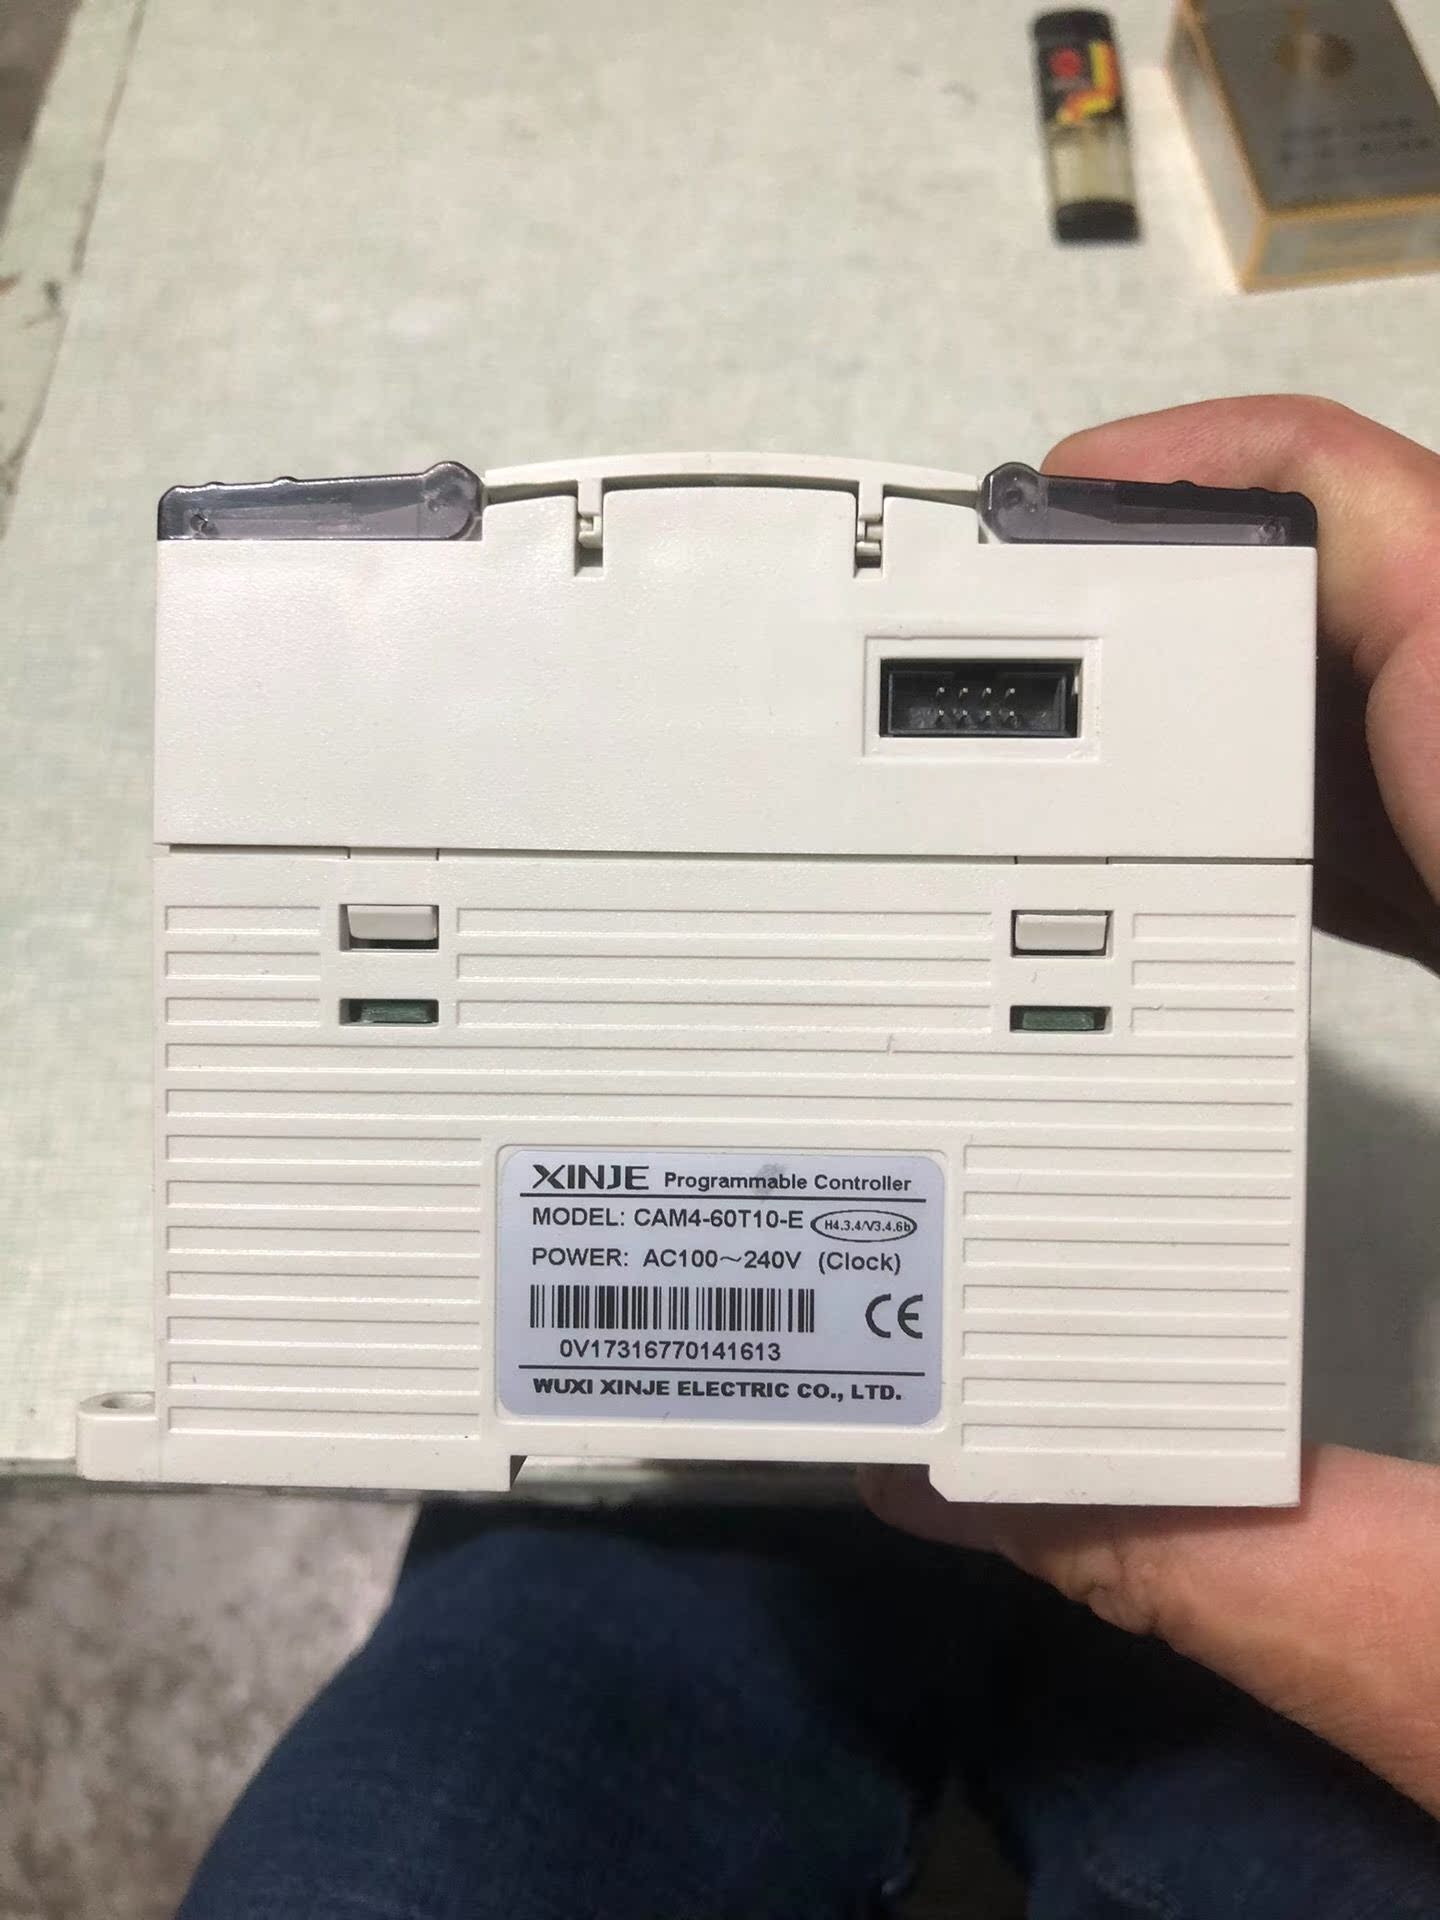 XINJE Programmable Controller
MODEL: CAM4-60T10-E H4.3.4/V3.4.6b
POWER: AC100～240V (Clock)
CE
0V17316770141613
WUXI XINJE ELECTRIC CO., LTD.